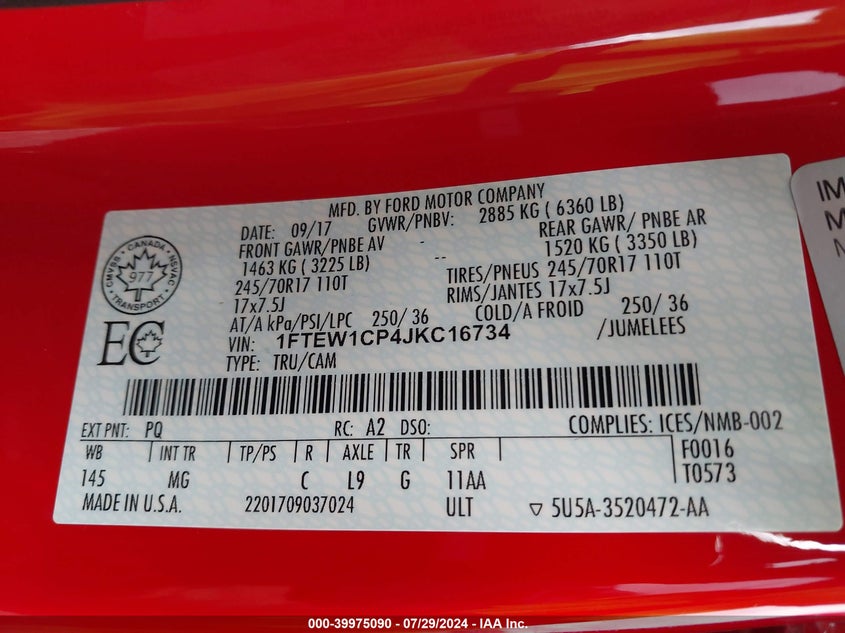 MFD. BY FORD MOTOR COMPANY
DATE: 09/17 GVWR/PNBV: 2885 KG ( 6360 LB)
FRONT GAWR/PNBE AV - REAR GAWR/ PNBE AR
1463 KG ( 3225 LB) - 1520 KG ( 3350 LB)
245/70R17 110T TIRES/PNEUS 245/70R17 110T
17x7.5J RIMS/JANTES 17x7.5J
AT/A kPa/PSI/LPC 250/ 36 COLD/A FROID 250/ 36
VIN: 1FTEW1CP4JKC16734 /JUMELEES
TYPE: TRU/CAM
CANADA
CMVSS NSVAC
977
TRANSPORT
EC
EXT PNT: PQ RC: A2 DSO: COMPLIES: ICES/NMB-002
WB INT TR TP/PS R AXLE TR SPR F0016
145 MG C L9 G 11AA T0573
MADE IN U.S.A. 2201709037024 ULT ▽ 5U5A-3520472-AA
IM
M
000-39975090 - 07/29/2024 - IAA Inc.